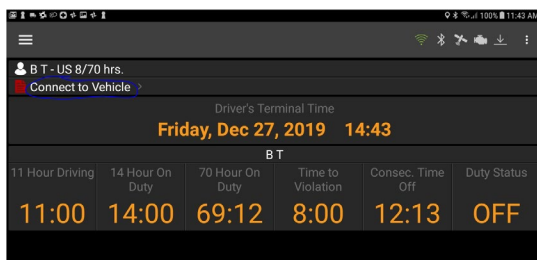 100% 11:43 AM
B T - US 8/70 hrs.
Connect to Vehicle >
Driver's Terminal Time
Friday, Dec 27, 2019 14:43
B T
11 Hour Driving 14 Hour On Duty 70 Hour On Duty Time to Violation Consec. Time Off Duty Status
11:00 14:00 69:12 8:00 12:13 OFF